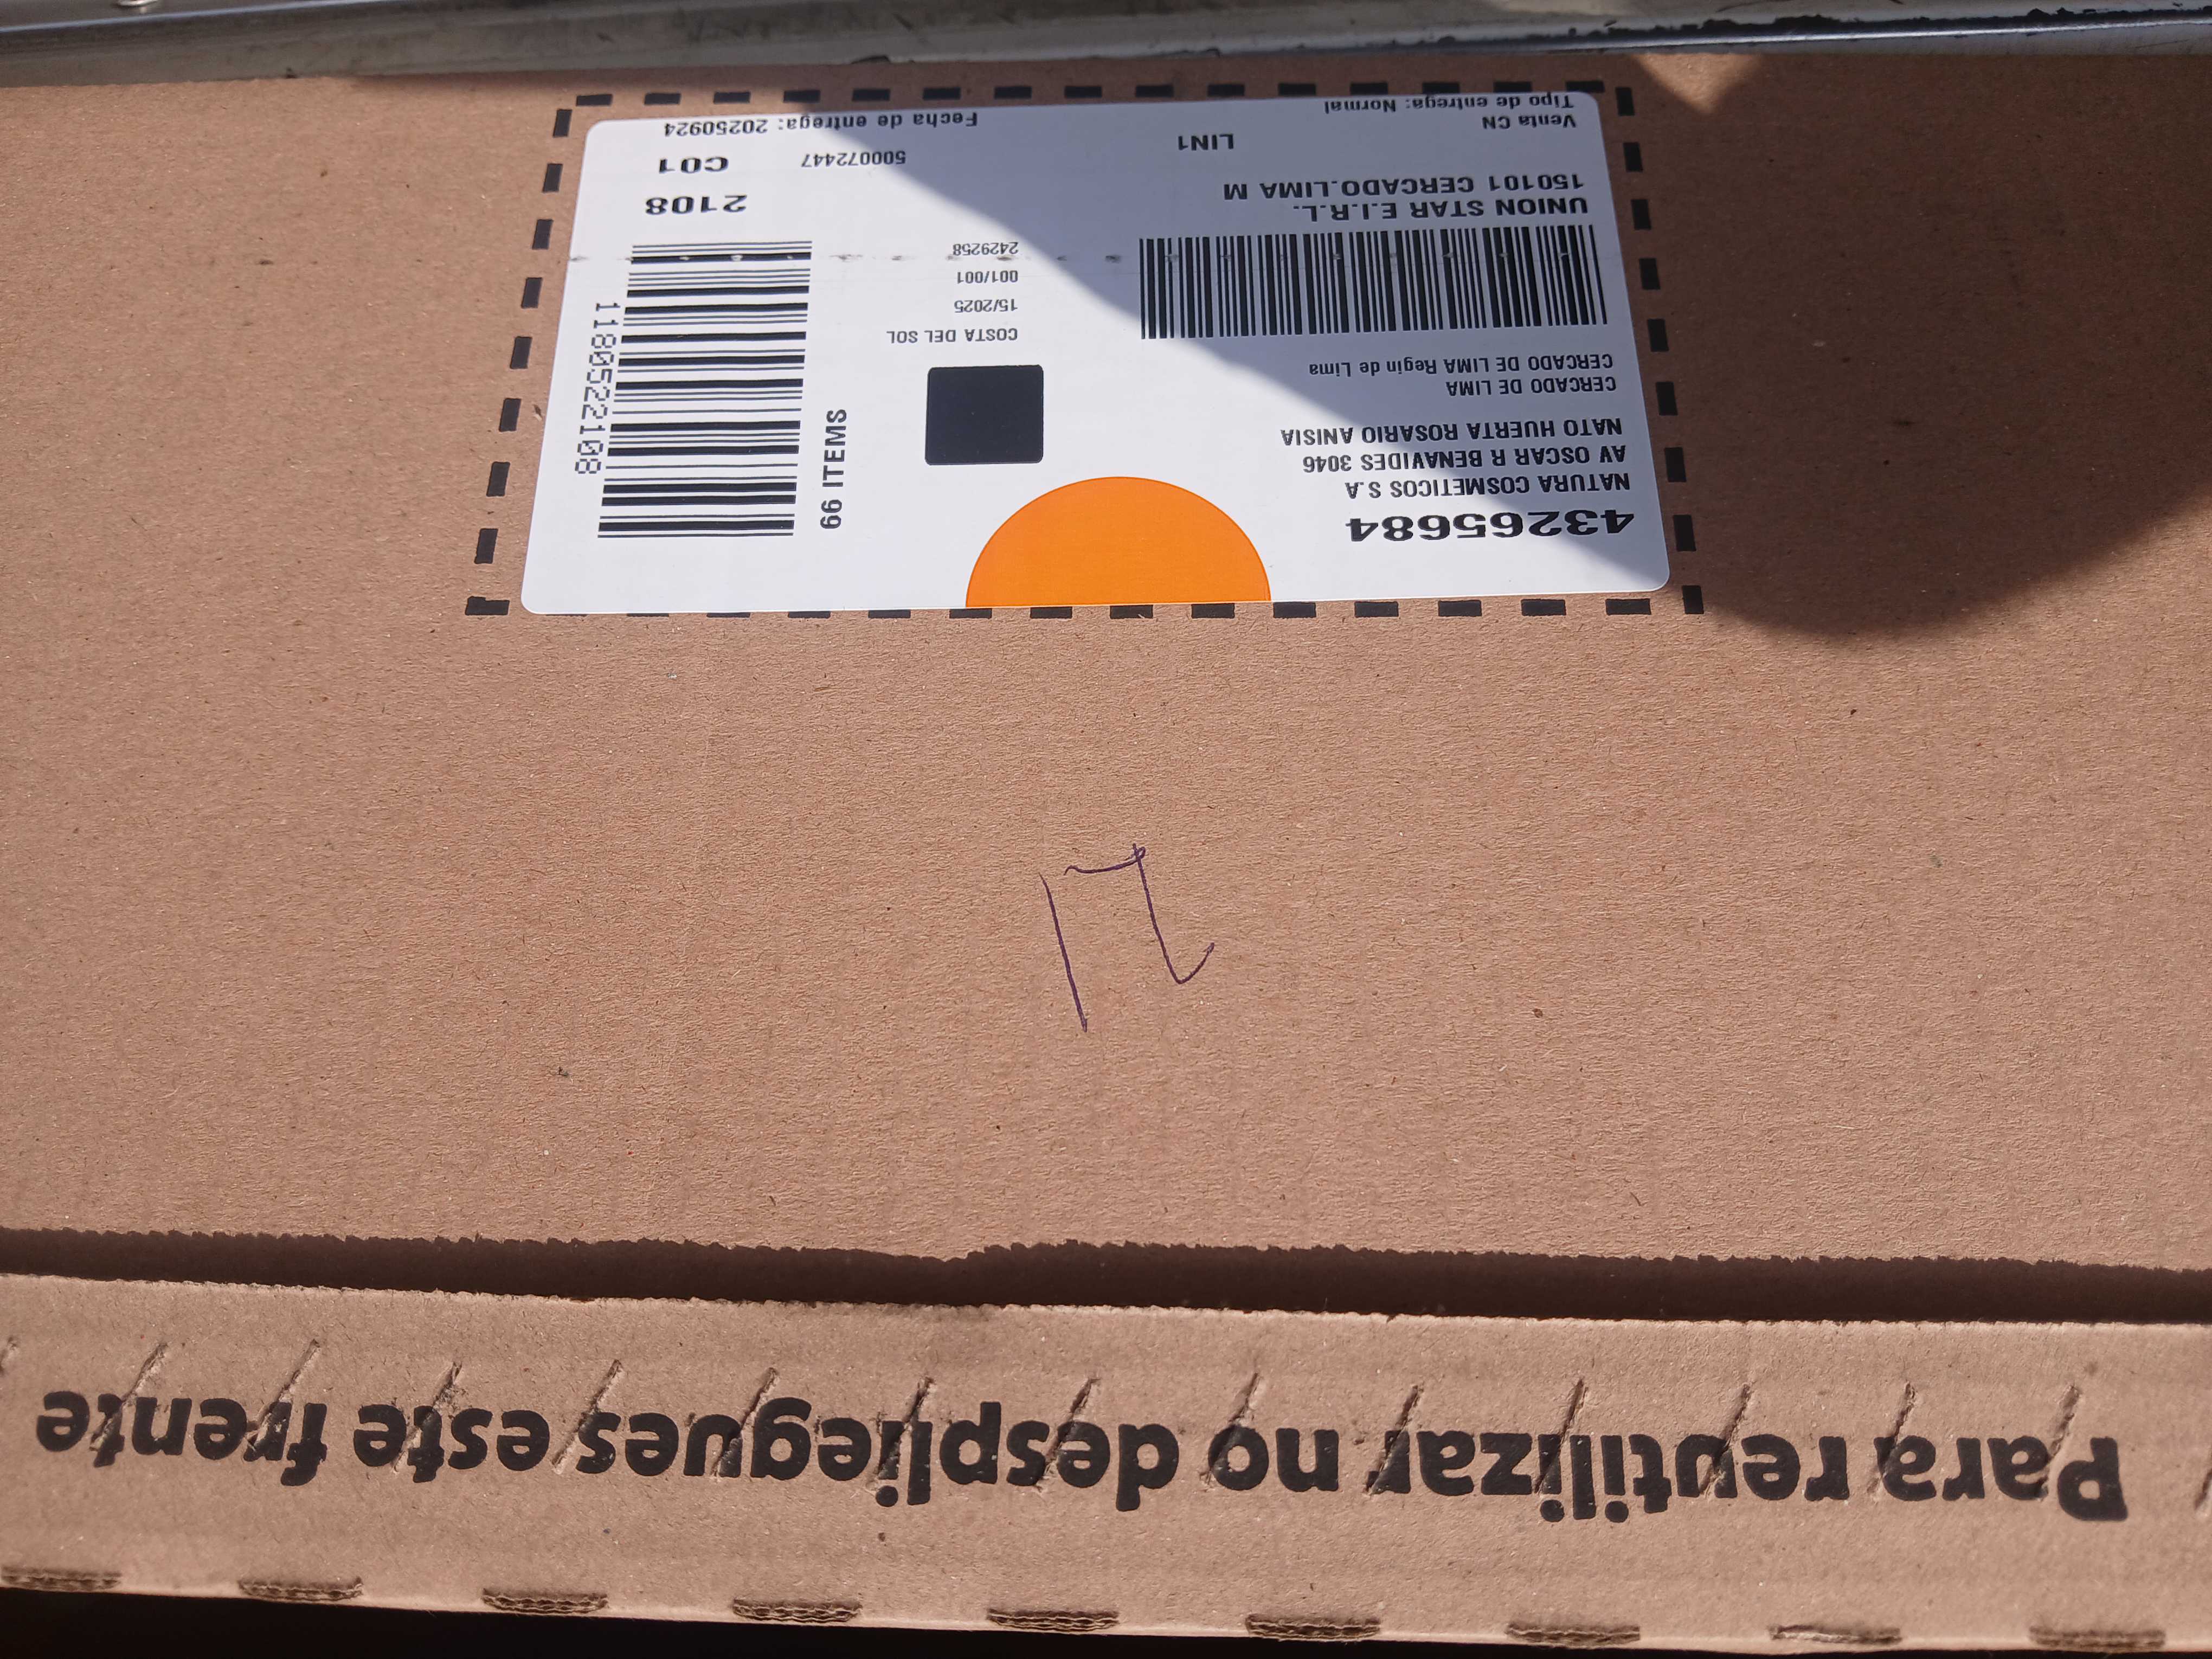 43265684
NATURA COSMETICOS S.A
AV OSCAR R BENAVIDES 3046
NATO HUERTA ROSARIO ANISIA
CERCADO DE LIMA
CERCADO DE LIMA Regin de Lima
UNION STAR E.I.R.L.
150101 CERCADO.LIMA M
LIN1
Venta CN
Tipo de entrega: Normal
COSTA DEL SOL
15/2025
001/001
2429258
500072447
Fecha de entrega: 20250924
66 ITEMS
1180522108
2108
C01
Para reutilizar no despliegues este frente